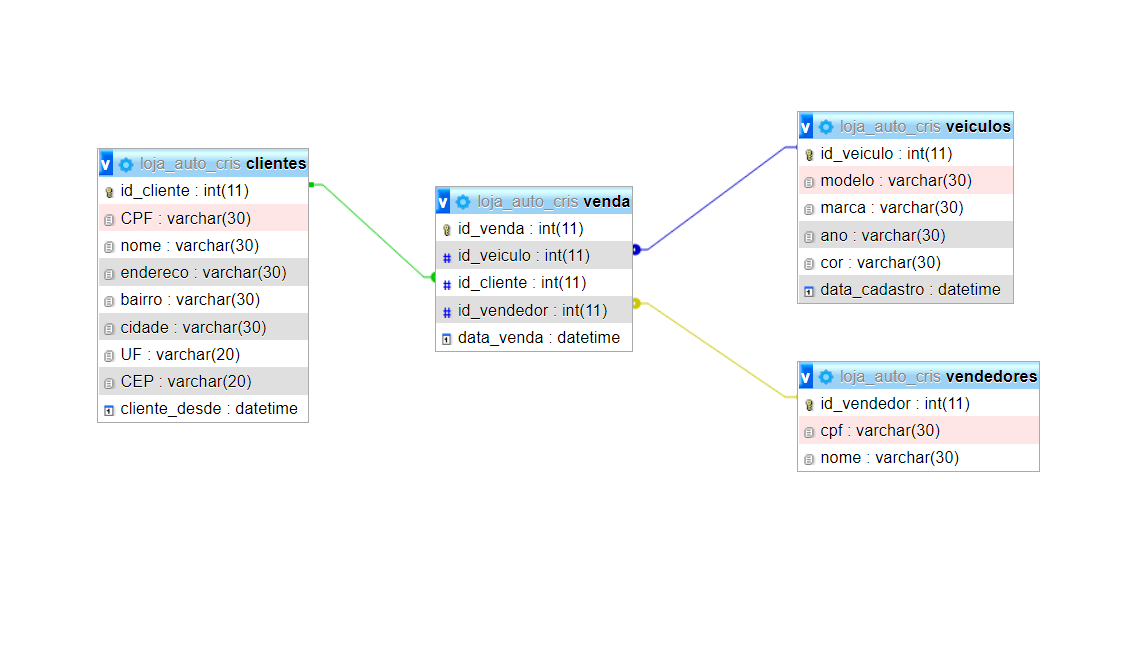 v loja_auto_cris clientes
id_cliente : int(11)
CPF : varchar(30)
nome : varchar(30)
endereco : varchar(30)
bairro : varchar(30)
cidade : varchar(30)
UF : varchar(20)
CEP : varchar(20)
cliente_desde : datetime
v loja_auto_cris venda
id_venda : int(11)
# id_veiculo : int(11)
# id_cliente : int(11)
# id_vendedor : int(11)
data_venda : datetime
v loja_auto_cris veiculos
id_veiculo : int(11)
modelo : varchar(30)
marca : varchar(30)
ano : varchar(30)
cor : varchar(30)
data_cadastro : datetime
v loja_auto_cris vendedores
id_vendedor : int(11)
cpf : varchar(30)
nome : varchar(30)